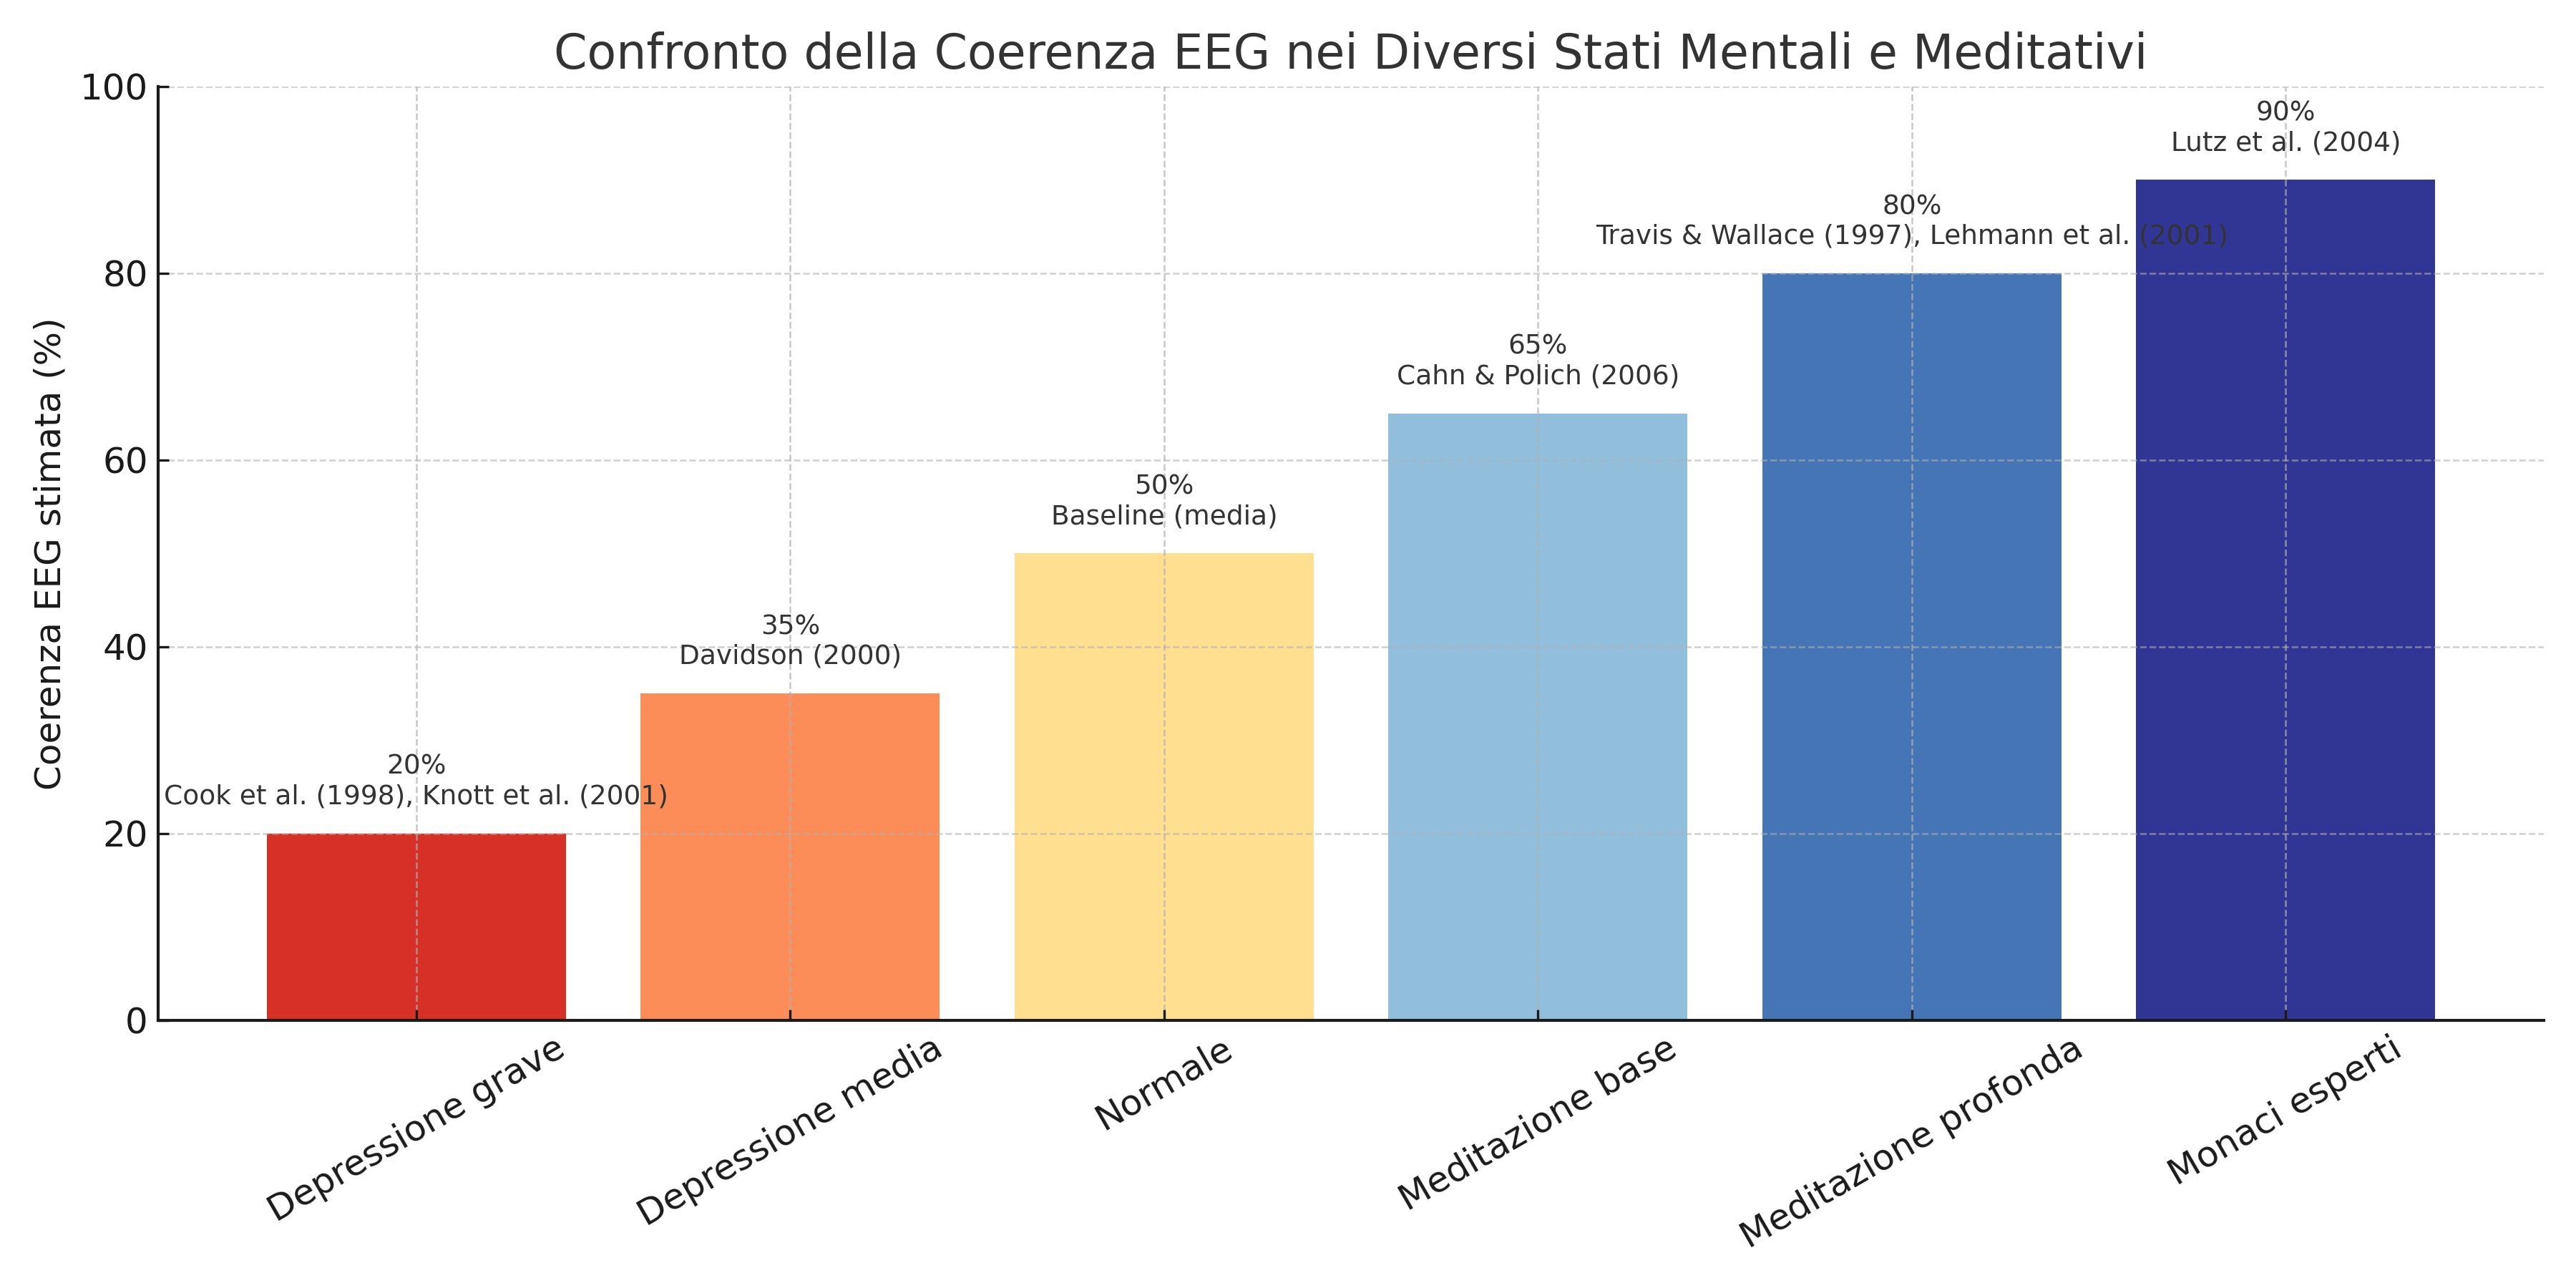 Confronto della Coerenza EEG nei Diversi Stati Mentali e Meditativi
Coerenza EEG stimata (%)
100
80
60
40
20
0
20%
Cook et al. (1998), Knott et al. (2001)
35%
Davidson (2000)
50%
Baseline (media)
65%
Cahn & Polich (2006)
80%
Travis & Wallace (1997), Lehmann et al. (2001)
90%
Lutz et al. (2004)
Depressione grave
Depressione media
Normale
Meditazione base
Meditazione profonda
Monaci esperti